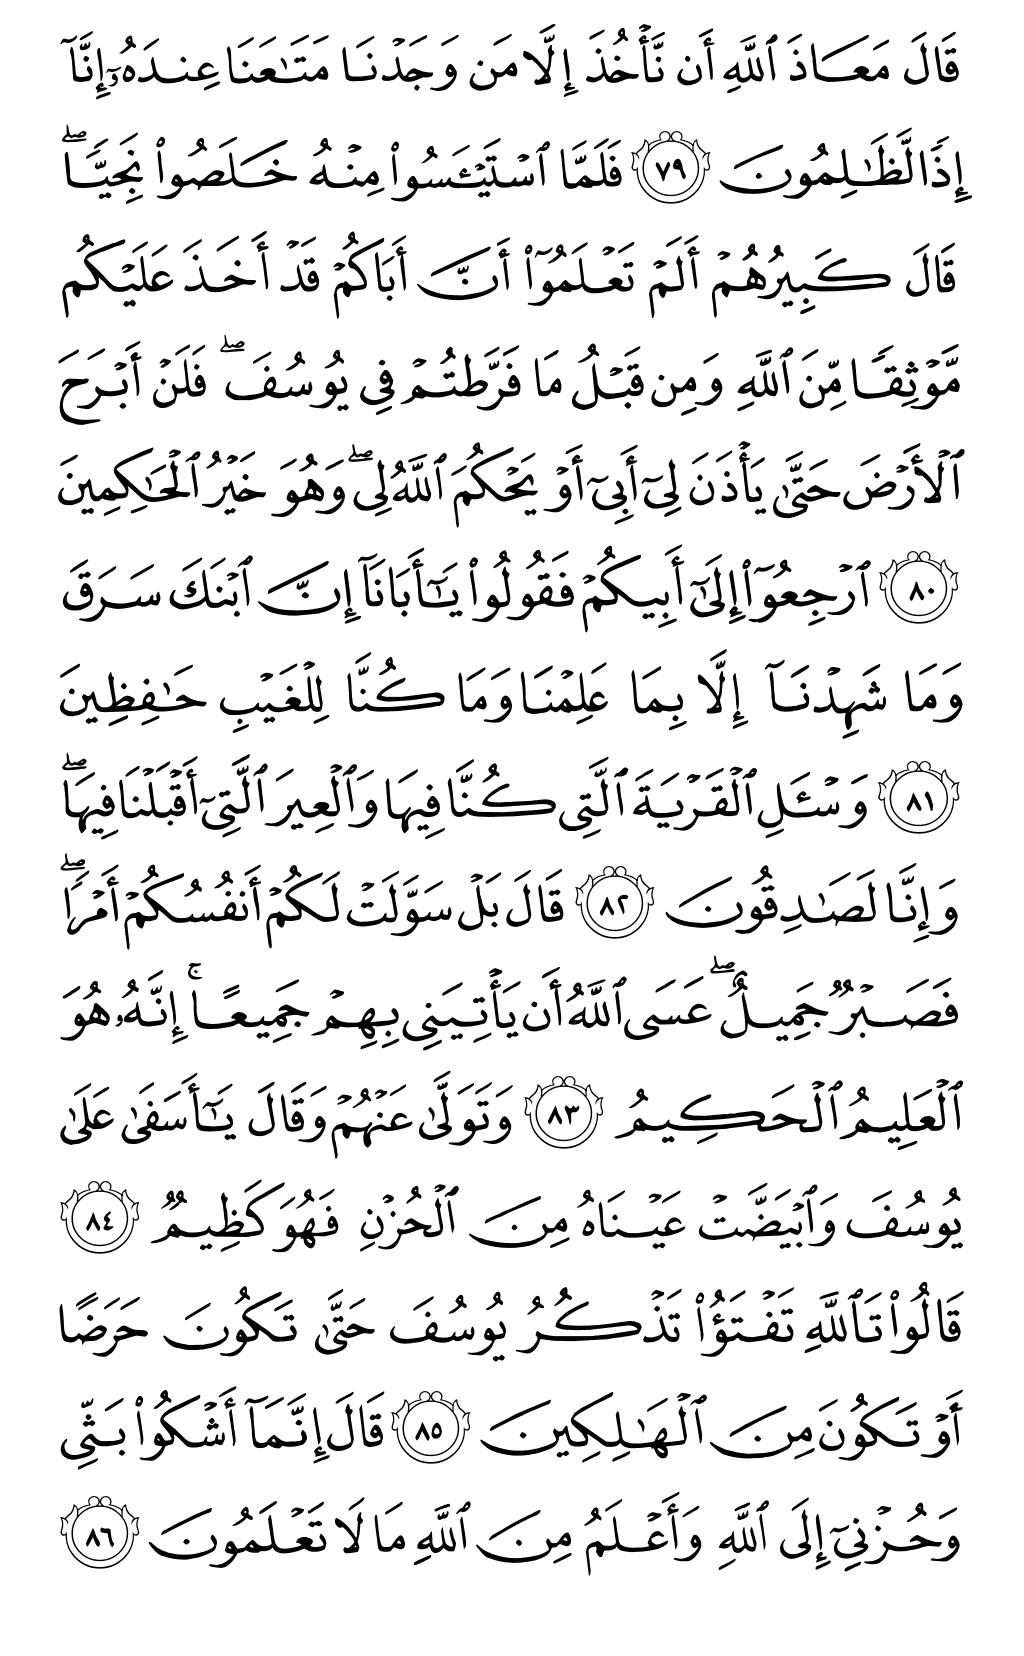 قَالَ مَعَاذَ ٱللَّهِ أَن نَّأۡخُذَ إِلَّا مَن وَجَدۡنَا مَتَٰعَنَا عِندَهُۥٓ إِنَّآ
إِذٗا لَّظَٰلِمُونَ ٧٩ فَلَمَّا ٱسۡتَيۡـَٔسُواْ مِنۡهُ خَلَصُواْ نَجِيّٗاۖ
قَالَ كَبِيرُهُمۡ أَلَمۡ تَعۡلَمُوٓاْ أَنَّ أَبَاكُمۡ قَدۡ أَخَذَ عَلَيۡكُم
مَّوۡثِقٗا مِّنَ ٱللَّهِ وَمِن قَبۡلُ مَا فَرَّطتُمۡ فِي يُوسُفَۖ فَلَنۡ أَبۡرَحَ
ٱلۡأَرۡضَ حَتَّىٰ يَأۡذَنَ لِيٓ أَبِيٓ أَوۡ يَحۡكُمَ ٱللَّهُ لِيۖ وَهُوَ خَيۡرُ ٱلۡحَٰكِمِينَ
٨٠ ٱرۡجِعُوٓاْ إِلَىٰٓ أَبِيكُمۡ فَقُولُواْ يَٰٓأَبَانَآ إِنَّ ٱبۡنَكَ سَرَقَ
وَمَا شَهِدۡنَآ إِلَّا بِمَا عَلِمۡنَا وَمَا كُنَّا لِلۡغَيۡبِ حَٰفِظِينَ
٨١ وَسۡـَٔلِ ٱلۡقَرۡيَةَ ٱلَّتِي كُنَّا فِيهَا وَٱلۡعِيرَ ٱلَّتِيٓ أَقۡبَلۡنَا فِيهَاۖ
وَإِنَّا لَصَٰدِقُونَ ٨٢ قَالَ بَلۡ سَوَّلَتۡ لَكُمۡ أَنفُسُكُمۡ أَمۡرٗاۖ
فَصَبۡرٞ جَمِيلٌۖ عَسَى ٱللَّهُ أَن يَأۡتِيَنِي بِهِمۡ جَمِيعًاۚ إِنَّهُۥ هُوَ
ٱلۡعَلِيمُ ٱلۡحَكِيمُ ٨٣ وَتَوَلَّىٰ عَنۡهُمۡ وَقَالَ يَٰٓأَسَفَىٰ عَلَىٰ
يُوسُفَ وَٱبۡيَضَّتۡ عَيۡنَاهُ مِنَ ٱلۡحُزۡنِ فَهُوَ كَظِيمٞ ٨٤
قَالُواْ تَٱللَّهِ تَفۡتَؤُاْ تَذۡكُرُ يُوسُفَ حَتَّىٰ تَكُونَ حَرَضًا
أَوۡ تَكُونَ مِنَ ٱلۡهَٰلِكِينَ ٨٥ قَالَ إِنَّمَآ أَشۡكُواْ بَثِّي
وَحُزۡنِيٓ إِلَى ٱللَّهِ وَأَعۡلَمُ مِنَ ٱللَّهِ مَا لَا تَعۡلَمُونَ ٨٦